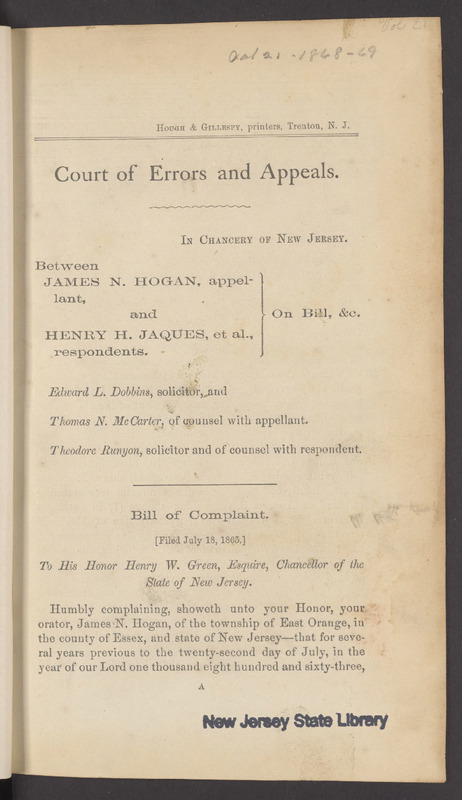 1868-69
HOUGH & GILLESPY, printers, Trenton, N. J.
Court of Errors and Appeals.
IN CHANCERY OF NEW JERSEY.
Between
JAMES N. HOGAN, appel-
lant,
and
HENRY H. JAQUES, et al.,
respondents.
On Bill, &c.
Edward L. Dobbins, solicitor, and
Thomas N. McCarter, of counsel with appellant.
Theodore Runyon, solicitor and of counsel with respondent.
Bill of Complaint.
[Filed July 18, 1865.]
To His Honor Henry W. Green, Esquire, Chancellor of the
State of New Jersey.
Humbly complaining, showeth unto your Honor, your
orator, James N. Hogan, of the township of East Orange, in
the county of Essex, and state of New Jersey—that for seve-
ral years previous to the twenty-second day of July, in the
year of our Lord one thousand eight hundred and sixty-three,
A
New Jersey State Library